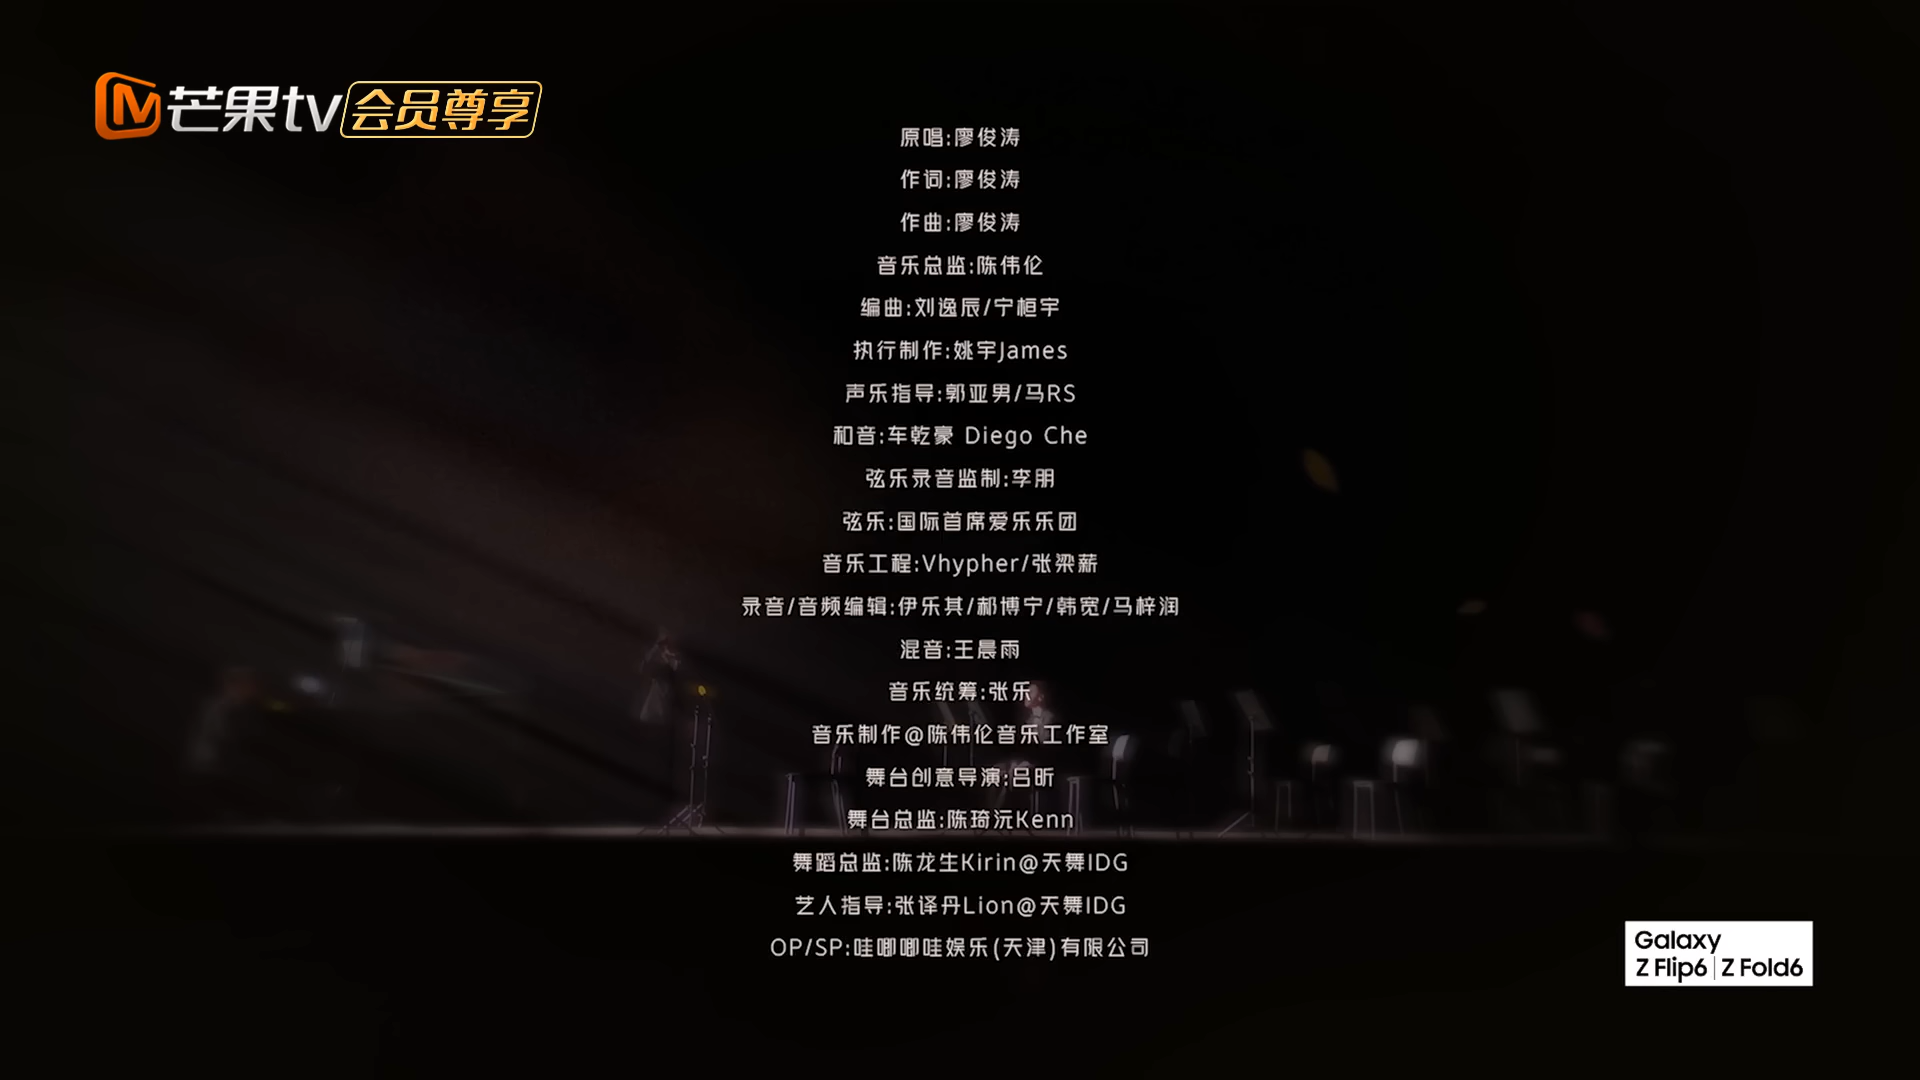 芒果tv会员尊享
原唱:廖俊涛
作词:廖俊涛
作曲:廖俊涛
音乐总监:陈伟伦
编曲:刘逸辰/宁桓宇
执行制作:姚宇James
声乐指导:郭亚男/马RS
和音:车乾豪 Diego Che
弦乐录音监制:李朋
弦乐:国际首席爱乐乐团
音乐工程:Vhypher/张梁薪
录音/音频编辑:伊乐其/郝博宁/韩宽/马梓润
混音:王晨雨
音乐统筹:张乐
音乐制作@陈伟伦音乐工作室
舞台创意导演:吕昕
舞台总监:陈琦沅Kenn
舞蹈总监:陈龙生Kirin@天舞IDG
艺人指导:张译丹Lion@天舞IDG
OP/SP:哇唧唧哇娱乐(天津)有限公司
Galaxy
Z Flip6 | Z Fold6